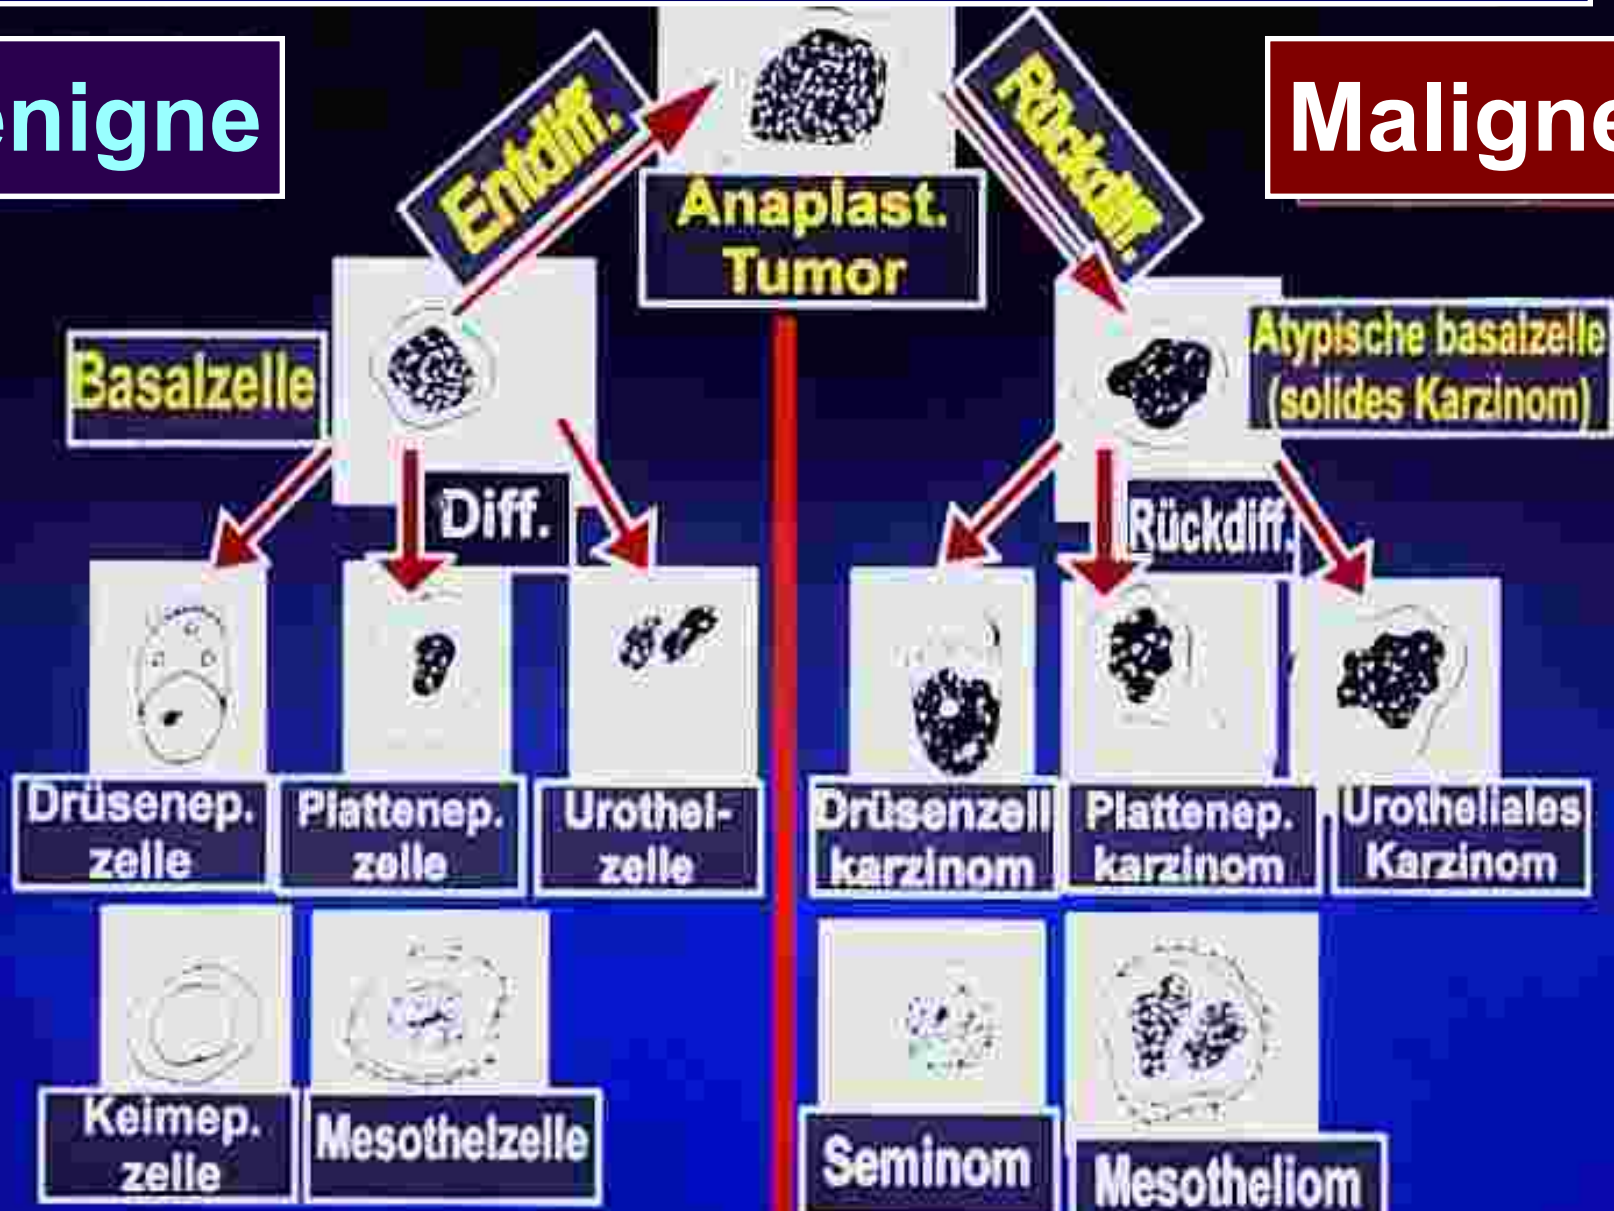 enigne
Maligne
Entdiff.
Rückdiff.
Anaplast.
Tumor
Basalzelle
Atypische basalzelle
(solides Karzinom)
Diff.
Rückdiff.
Drüsenep.
zelle
Plattenep.
zelle
Urothel-
zelle
Drüsenzell
karzinom
Plattenep.
karzinom
Urotheliales
Karzinom
Keimep.
zelle
Mesothelzelle
Seminom
Mesotheliom